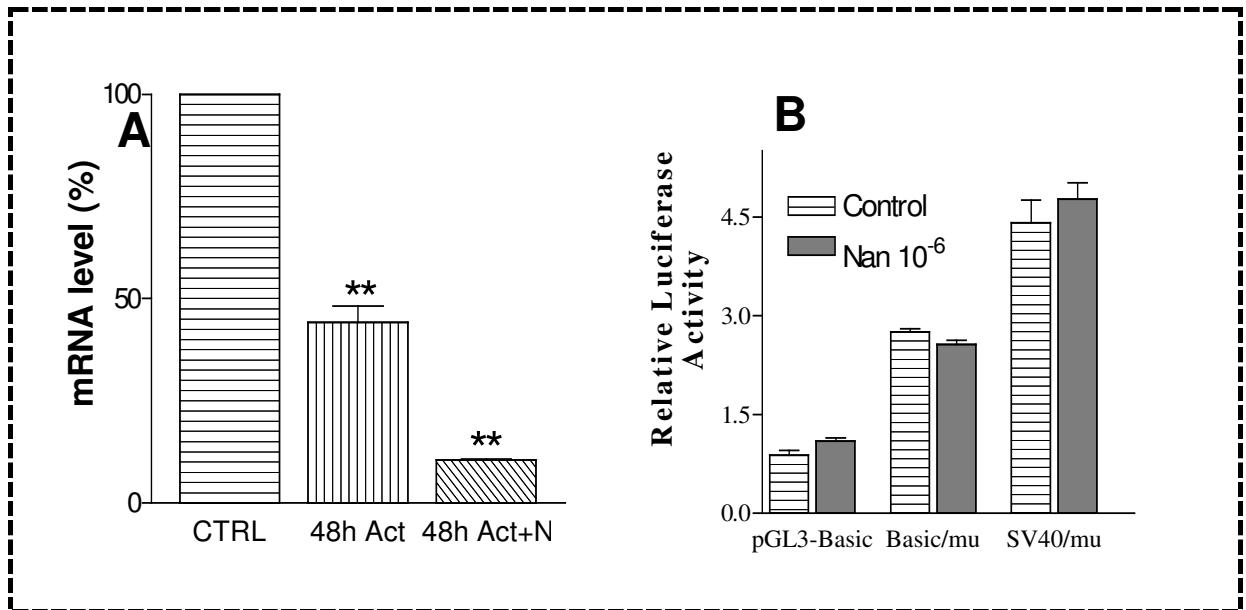 A
mRNA level (%)
100
50
0
**
**
CTRL 48h Act 48h Act+N
B
Relative Luciferase
Activity
4.5
3.0
1.5
0.0
Control
Nan 10⁻⁶
pGL3-Basic Basic/mu SV40/mu